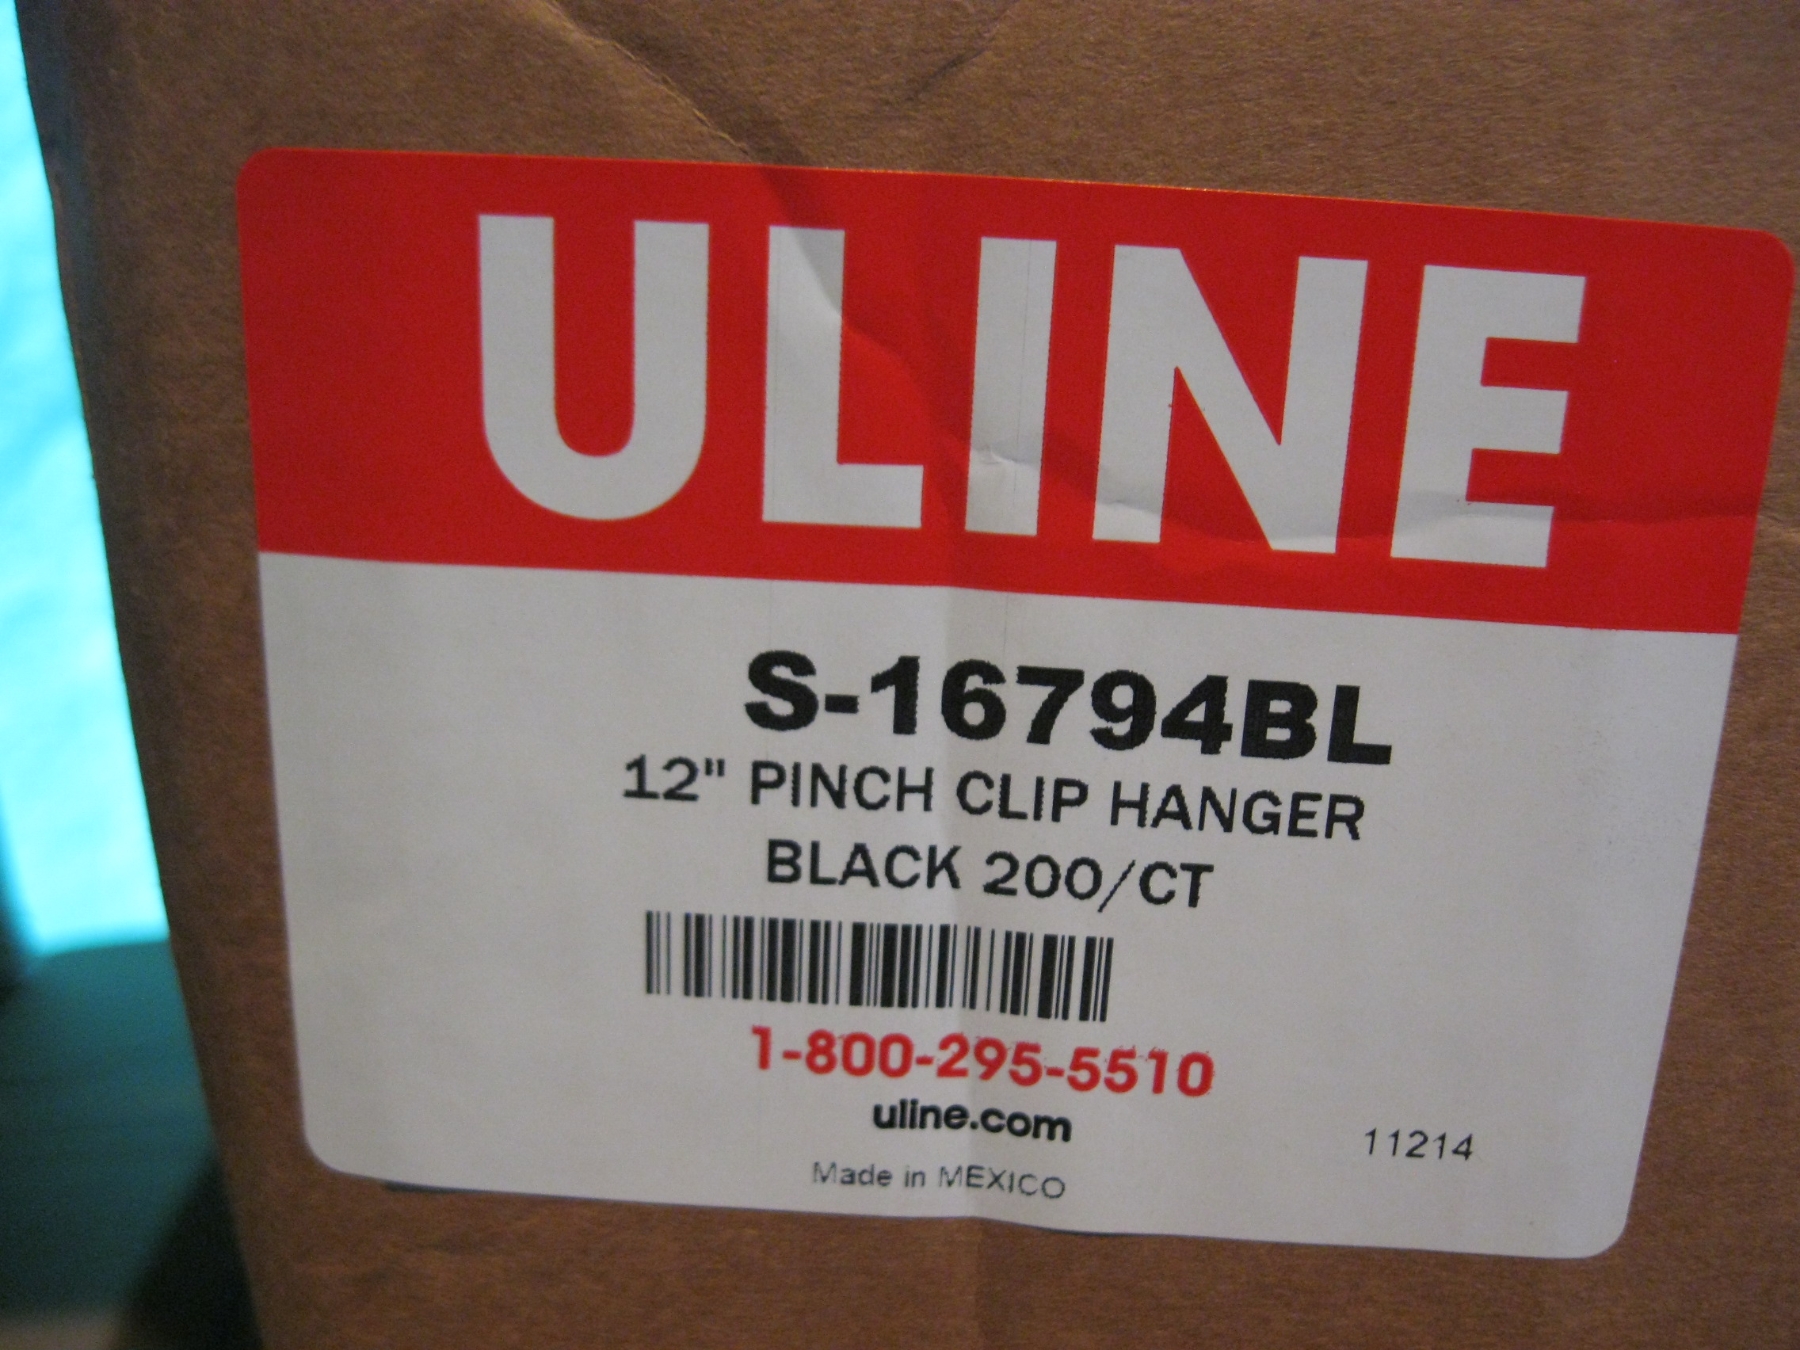 ULINE
S-16794BL
12" PINCH CLIP HANGER
BLACK 200/CT
1-800-295-5510
uline.com
11214
Made in MEXICO